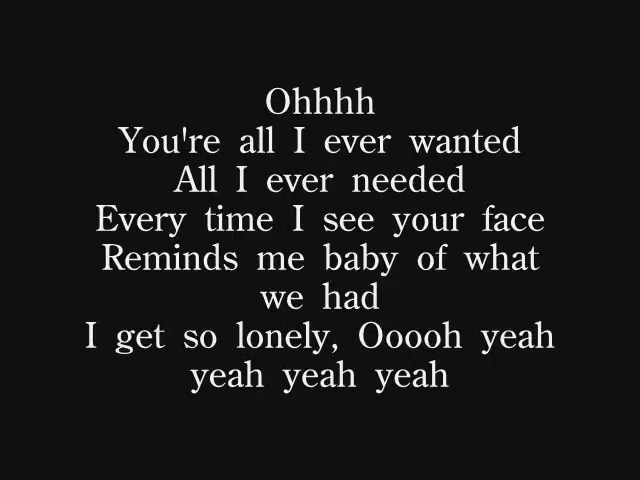 Ohhhh
You're all I ever wanted
All I ever needed
Every time I see your face
Reminds me baby of what
we had
I get so lonely, Ooooh yeah
yeah yeah yeah